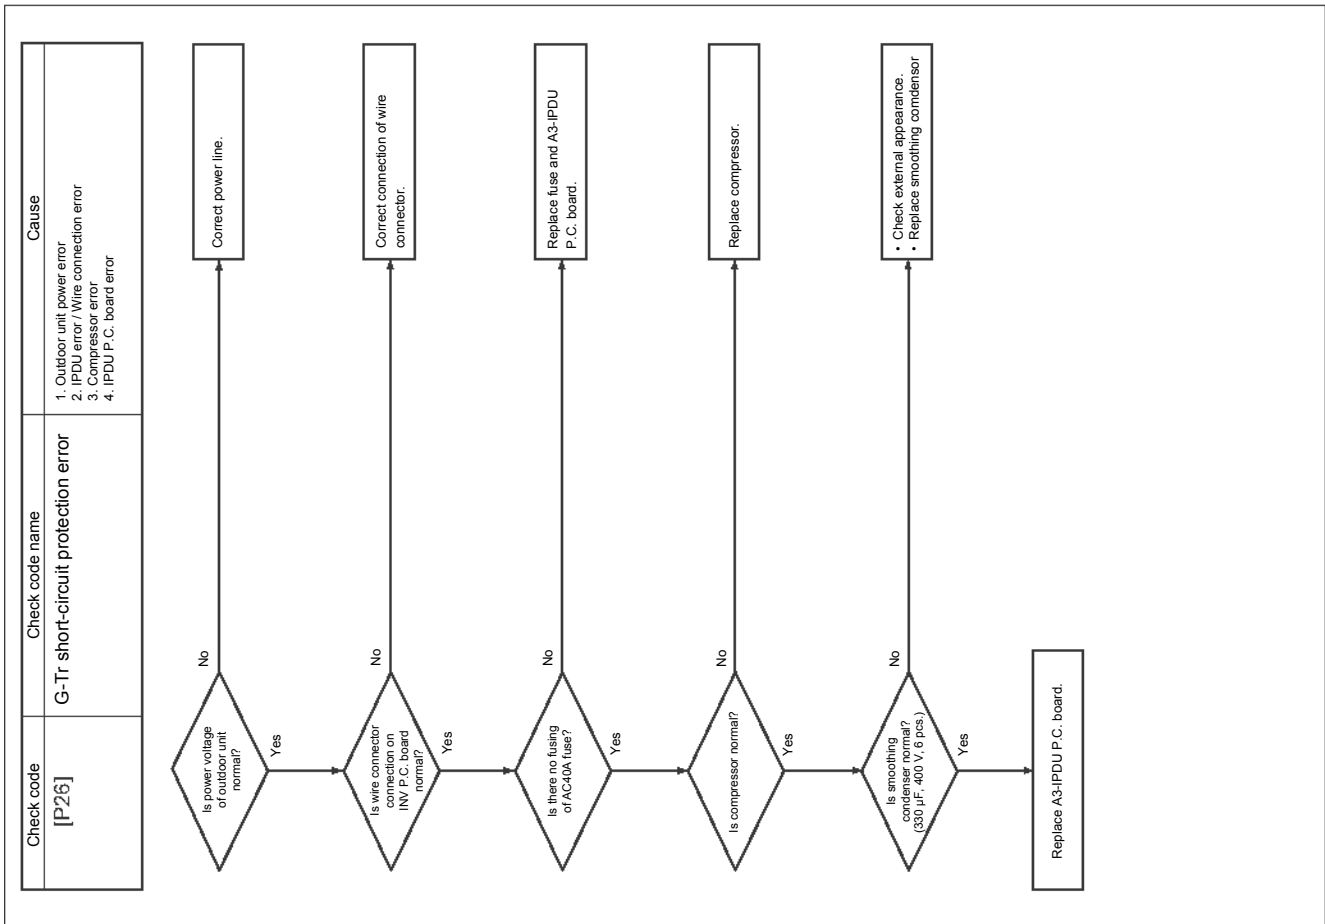 Check code
Check code name
Cause
[P26]
G-Tr short-circuit protection error
1. Outdoor unit power error
2. IPDU error / Wire connection error
3. Compressor error
4. IPDU P.C. board error
Is power voltage
of outdoor unit
normal?
No
Correct power line.
Yes
Is wire connector
connection on
INV P.C. board
normal?
No
Correct connection of wire
connector.
Yes
Is there no fusing
of AC40A fuse?
No
Replace fuse and A3-IPDU
P.C. board.
Yes
Is compressor normal?
No
Replace compressor.
Yes
Is smoothing
condenser normal?
(330 µF, 400 V, 6 pcs.)
No
• Check external appearance.
• Replace smoothing comdensor
Yes
Replace A3-IPDU P.C. board.